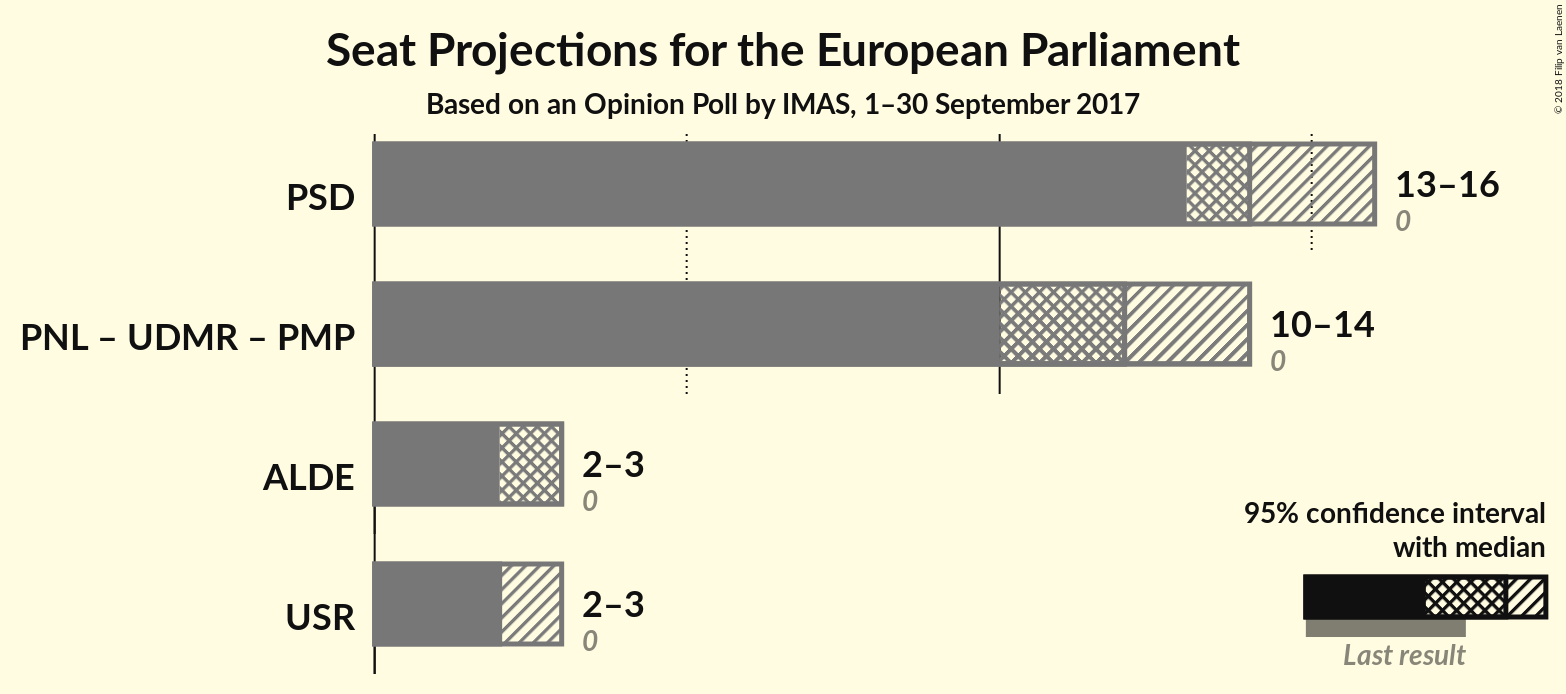 Seat Projections for the European Parliament
Based on an Opinion Poll by IMAS, 1–30 September 2017
© 2018 Filip van Laenen
PSD
13–16
0
PNL – UDMR – PMP
10–14
0
ALDE
2–3
0
USR
2–3
0
95% confidence interval
with median
Last result